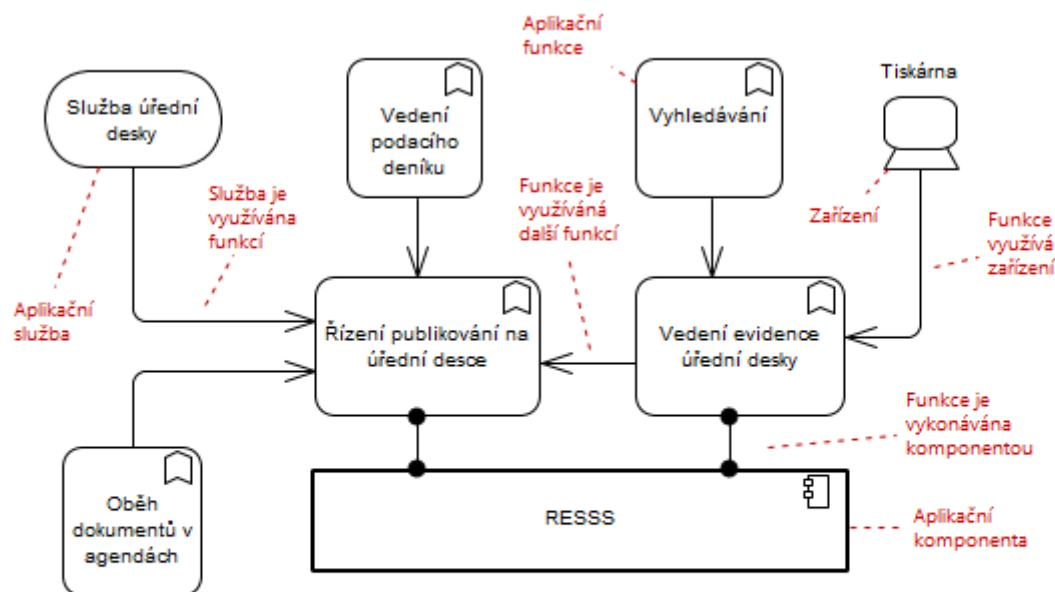 Aplikační
funkce
Tiskárna
Služba úřední
desky
Vedení
podacího
deníku
Vyhledávání
Služba je
využívána
funkcí
Funkce je
využíváná
další funkcí
Zařízení
Funkce
využívá
zařízení
Aplikační
služba
Řízení publikování na
úřední desce
Vedení evidence
úřední desky
Funkce je
vykonávána
komponentou
Oběh
dokumentů v
agendách
RESSS
Aplikační
komponenta